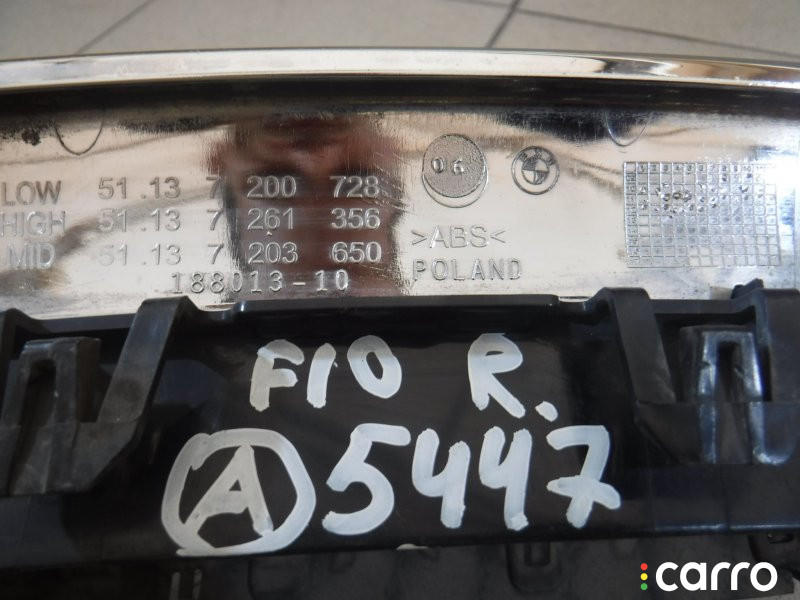 LOW 51.13 7 200 728
HIGH 51.13 7 261 356
MID 51.13 7 203 650
188013-10
06
>ABS<
POLAND
F10 R.
A 5447
carro